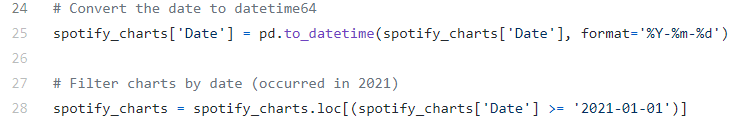 24 # Convert the date to datetime64
25 spotify_charts['Date'] = pd.to_datetime(spotify_charts['Date'], format='%Y-%m-%d')
26
27 # Filter charts by date (occurred in 2021)
28 spotify_charts = spotify_charts.loc[(spotify_charts['Date'] >= '2021-01-01')]